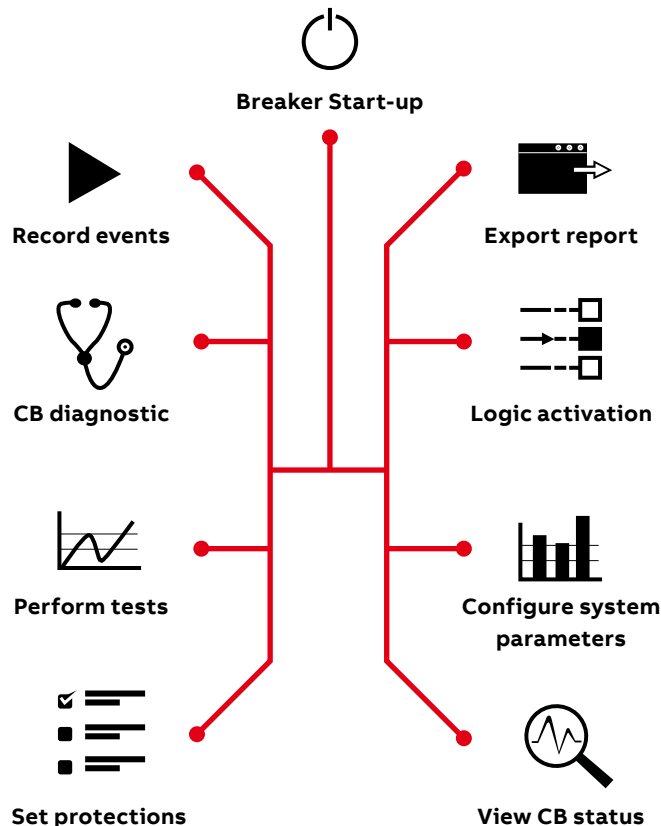 Breaker Start-up
Record events
Export report
CB diagnostic
Logic activation
Perform tests
Configure system
parameters
Set protections
View CB status